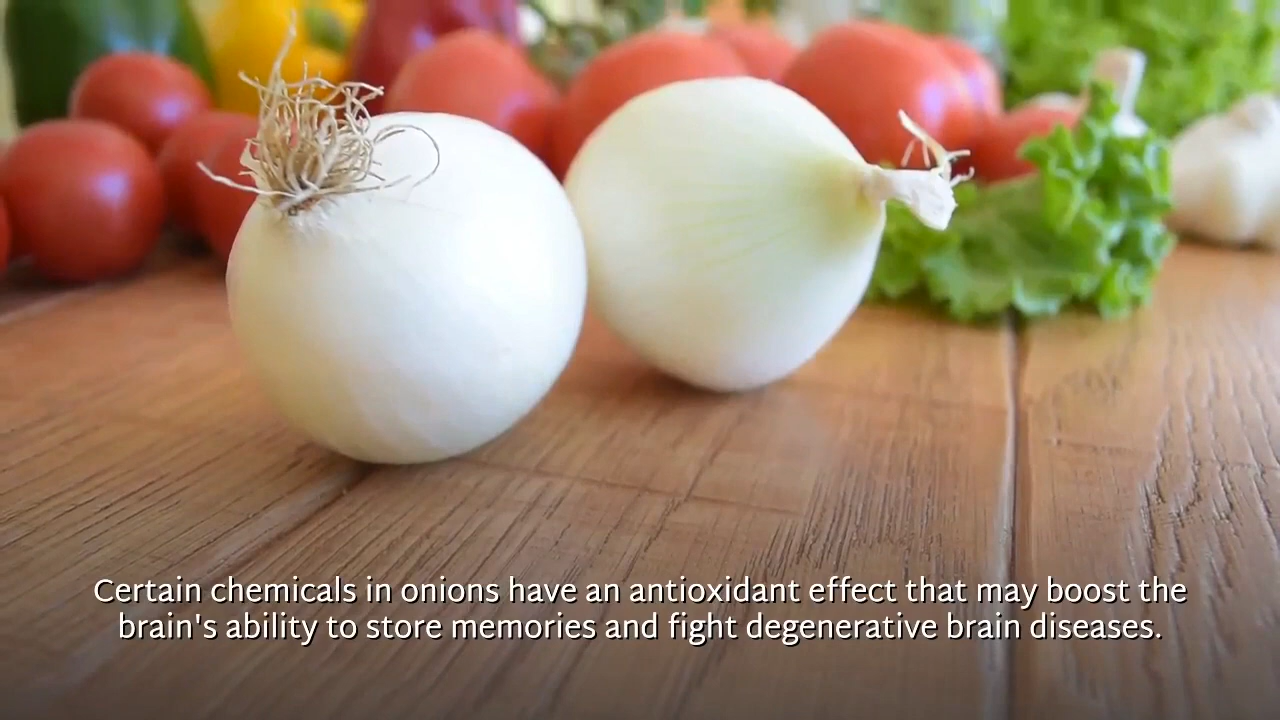 Certain chemicals in onions have an antioxidant effect that may boost the
brain's ability to store memories and fight degenerative brain diseases.